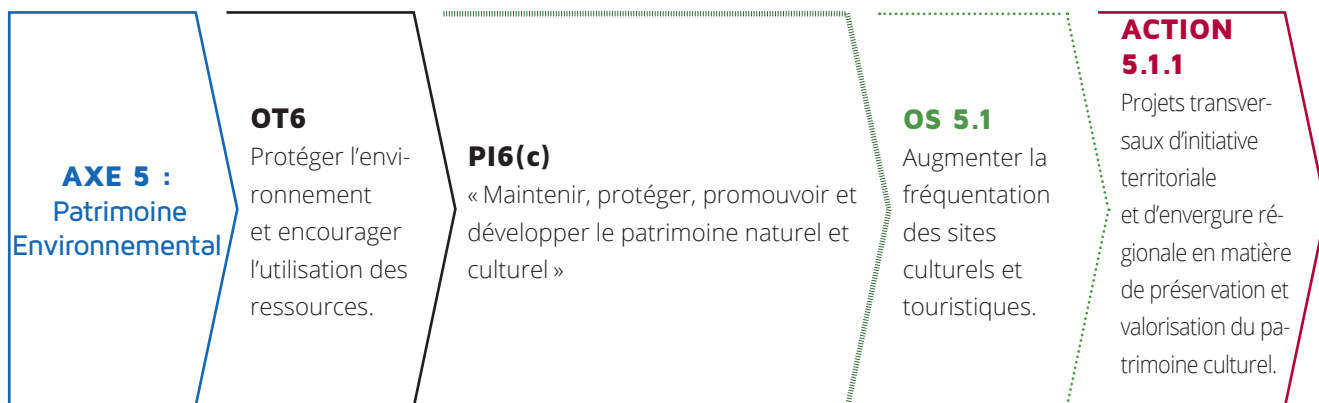 AXE 5 :
Patrimoine
Environnemental
OT6
Protéger l'envi-
ronnement
et encourager
l'utilisation des
ressources.
PI6(c)
« Maintenir, protéger, promouvoir et
développer le patrimoine naturel et
culturel »
OS 5.1
Augmenter la
fréquentation
des sites
culturels et
touristiques.
ACTION
5.1.1
Projets transver-
saux d'initiative
territoriale
et d'envergure ré-
gionale en matière
de préservation et
valorisation du pa-
trimoine culturel.